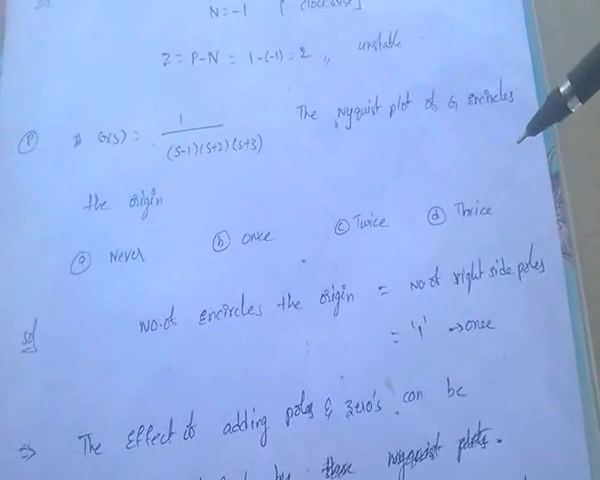 N = -1 [ clockwise]
Z = P-N = 1-(-1) = 2 ,, unstable
(P) G(s) = 1 / (s-1)(s+2)(s+3) The nyquist plot of G encircles
the origin
(a) Never (b) once (c) Twice (d) Thrice
Sol No.of encircles the origin = No of right side poles
= '1' → once
⇒ The Effect of adding poles & zero's can be
by these nyquist plots.